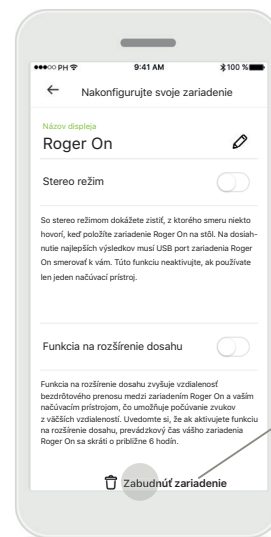 ●●●○○ PH 9:41 AM 100 %
Nakonfigurujte svoje zariadenie
Názov displeja
Roger On
Stereo režim
So stereo režimom dokážete zistiť, z ktorého smeru niekto
hovorí, keď položíte zariadenie Roger On na stôl. Na dosiah-
nutie najlepších výsledkov musí USB port zariadenia Roger
On smerovať k vám. Túto funkciu neaktivujte, ak používate
len jeden načúvací prístroj.
Funkcia na rozšírenie dosahu
Funkcia na rozšírenie dosahu zvyšuje vzdialenosť
bezdrôtového prenosu medzi zariadením Roger On a vaším
načúvacím prístrojom, čo umožňuje počúvanie zvukov
z väčších vzdialeností. Uvedomte si, že ak aktivujete funkciu
na rozšírenie dosahu, prevádzkový čas vášho zariadenia
Roger On sa skráti o približne 6 hodín.
Zabudnúť zariadenie